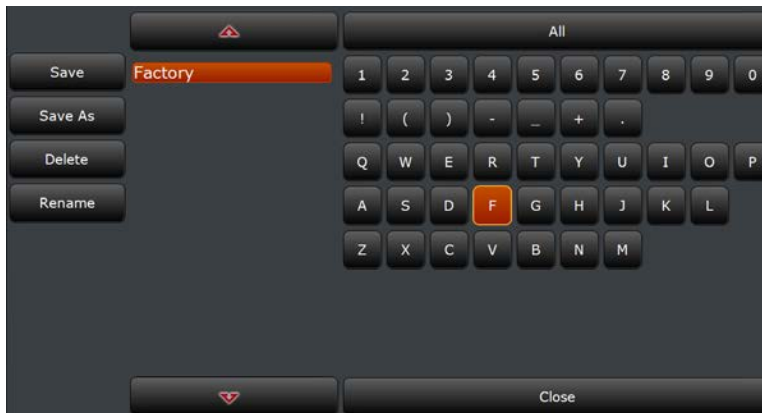 All
Save Factory 1 2 3 4 5 6 7 8 9 0
Save As ! ( ) - _ + .
Delete Q W E R T Y U I O P
Rename A S D F G H J K L
Z X C V B N M
Close